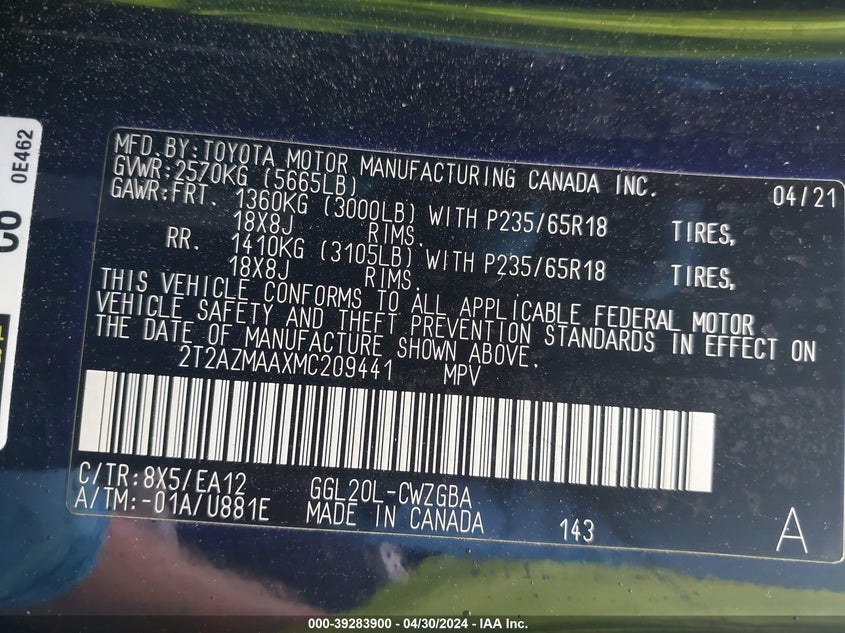 MFD.BY:TOYOTA MOTOR MANUFACTURING CANADA INC. 04/21
GVWR:2570KG (5665LB)
GAWR:FRT. 1360KG (3000LB) WITH P235/65R18 TIRES,
18X8J RIMS.
RR. 1410KG (3105LB) WITH P235/65R18 TIRES,
18X8J RIMS.
THIS VEHICLE CONFORMS TO ALL APPLICABLE FEDERAL MOTOR
VEHICLE SAFETY AND THEFT PREVENTION STANDARDS IN EFFECT ON
THE DATE OF MANUFACTURE SHOWN ABOVE.
2T2AZMAAXMC209441 MPV
C/TR:8X5/EA12 GGL20L-CWZGBA
A/TM:-01A/U881E MADE IN CANADA 143 A
0E462
000-39283900 - 04/30/2024 - IAA Inc.